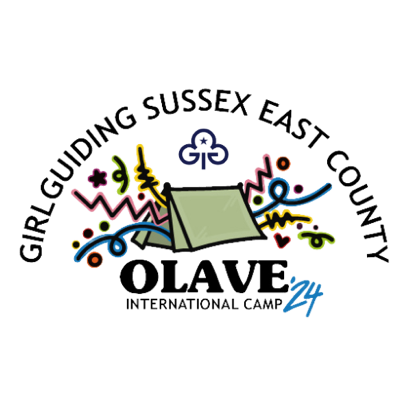 GIRLGUIDING SUSSEX EAST COUNTY
OLAVE '24
INTERNATIONAL CAMP